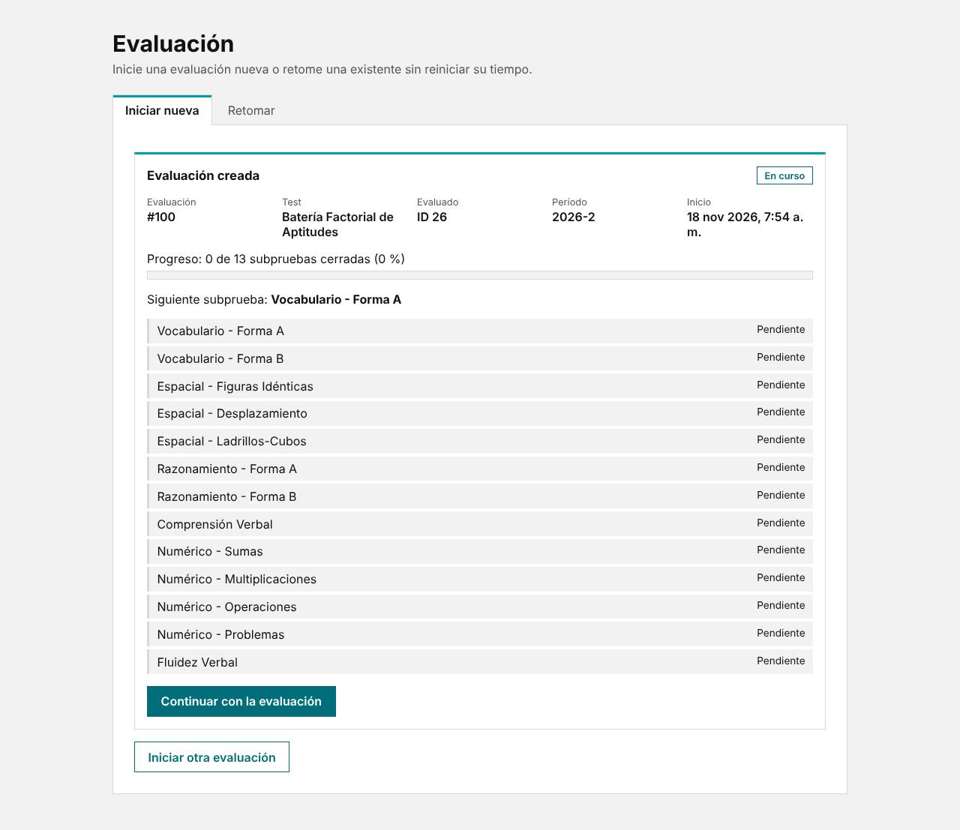 Evaluación
Inicie una evaluación nueva o retome una existente sin reiniciar su tiempo.
Iniciar nueva
Retomar
Evaluación creada
En curso
Evaluación
#100
Test
Batería Factorial de
Aptitudes
Evaluado
ID 26
Período
2026-2
Inicio
18 nov 2026, 7:54 a.
m.
Progreso: 0 de 13 subpruebas cerradas (0 %)
Siguiente subprueba: Vocabulario - Forma A
Vocabulario - Forma A Pendiente
Vocabulario - Forma B Pendiente
Espacial - Figuras Idénticas Pendiente
Espacial - Desplazamiento Pendiente
Espacial - Ladrillos-Cubos Pendiente
Razonamiento - Forma A Pendiente
Razonamiento - Forma B Pendiente
Comprensión Verbal Pendiente
Numérico - Sumas Pendiente
Numérico - Multiplicaciones Pendiente
Numérico - Operaciones Pendiente
Numérico - Problemas Pendiente
Fluidez Verbal Pendiente
Continuar con la evaluación
Iniciar otra evaluación